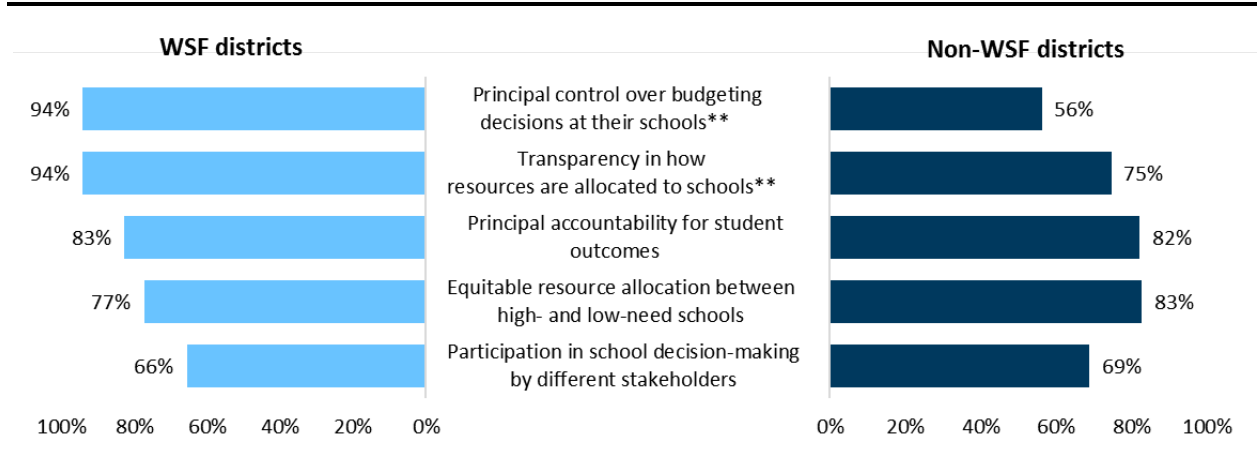 WSF districts
Non-WSF districts
94%
Principal control over budgeting
decisions at their schools**
56%
94%
Transparency in how
resources are allocated to schools**
75%
83%
Principal accountability for student
outcomes
82%
77%
Equitable resource allocation between
high- and low-need schools
83%
66%
Participation in school decision-making
by different stakeholders
69%
100% 80% 60% 40% 20% 0%
0% 20% 40% 60% 80% 100%